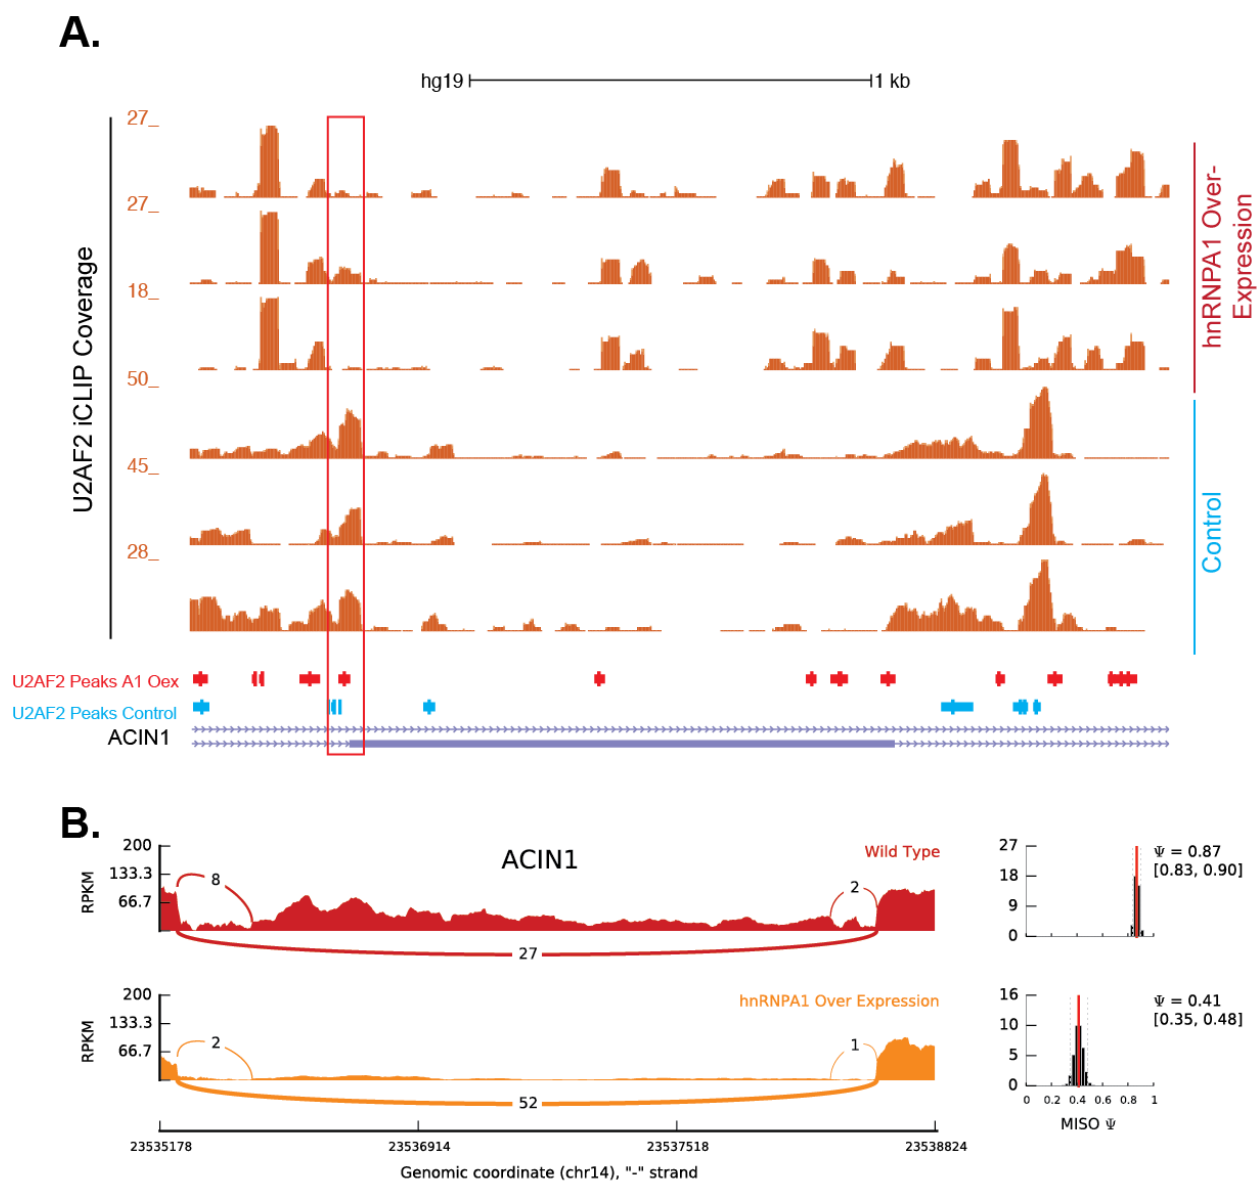 A.
hg19 1 kb
U2AF2 iCLIP Coverage
27_
27_
18_
50_
45_
28_
hnRNPA1 Over-
Expression
Control
U2AF2 Peaks A1 Oex
U2AF2 Peaks Control
ACIN1
B.
ACIN1
Wild Type
200
133.3
66.7
RPKM
8
2
27
27
18
9
0
Ψ = 0.87
[0.83, 0.90]
hnRNPA1 Over Expression
200
133.3
66.7
RPKM
2
1
52
16
10
5
0
Ψ = 0.41
[0.35, 0.48]
0 0.2 0.4 0.6 0.8 1
MISO Ψ
23535178 23536914 23537518 23538824
Genomic coordinate (chr14), "-" strand